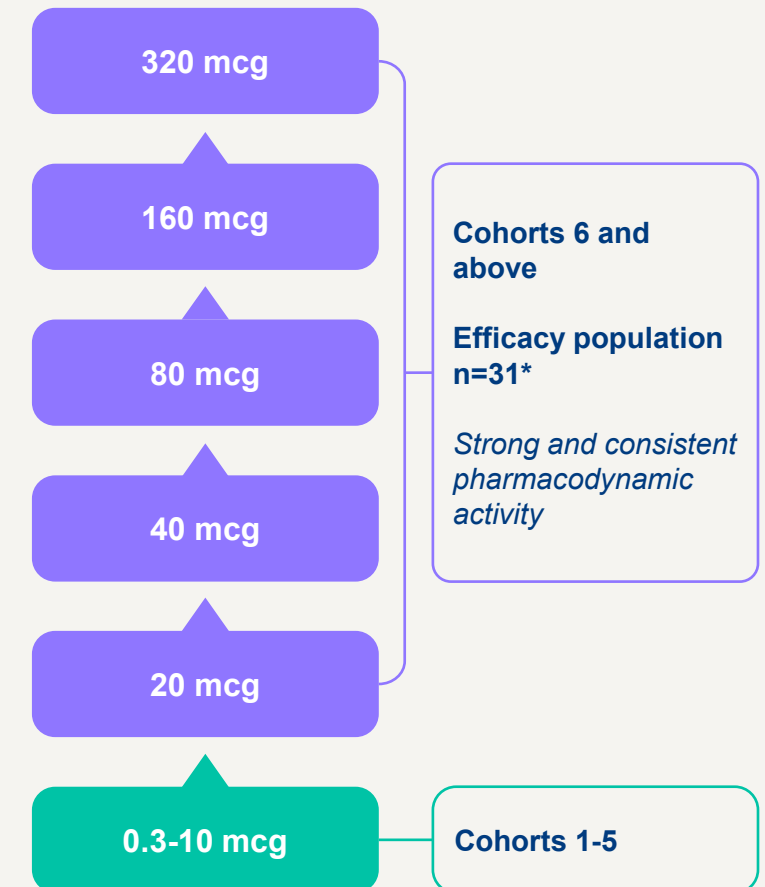 320 mcg
160 mcg
Cohorts 6 and
above
Efficacy population
n=31*
Strong and consistent
pharmacodynamic
activity
80 mcg
40 mcg
20 mcg
0.3-10 mcg
Cohorts 1-5